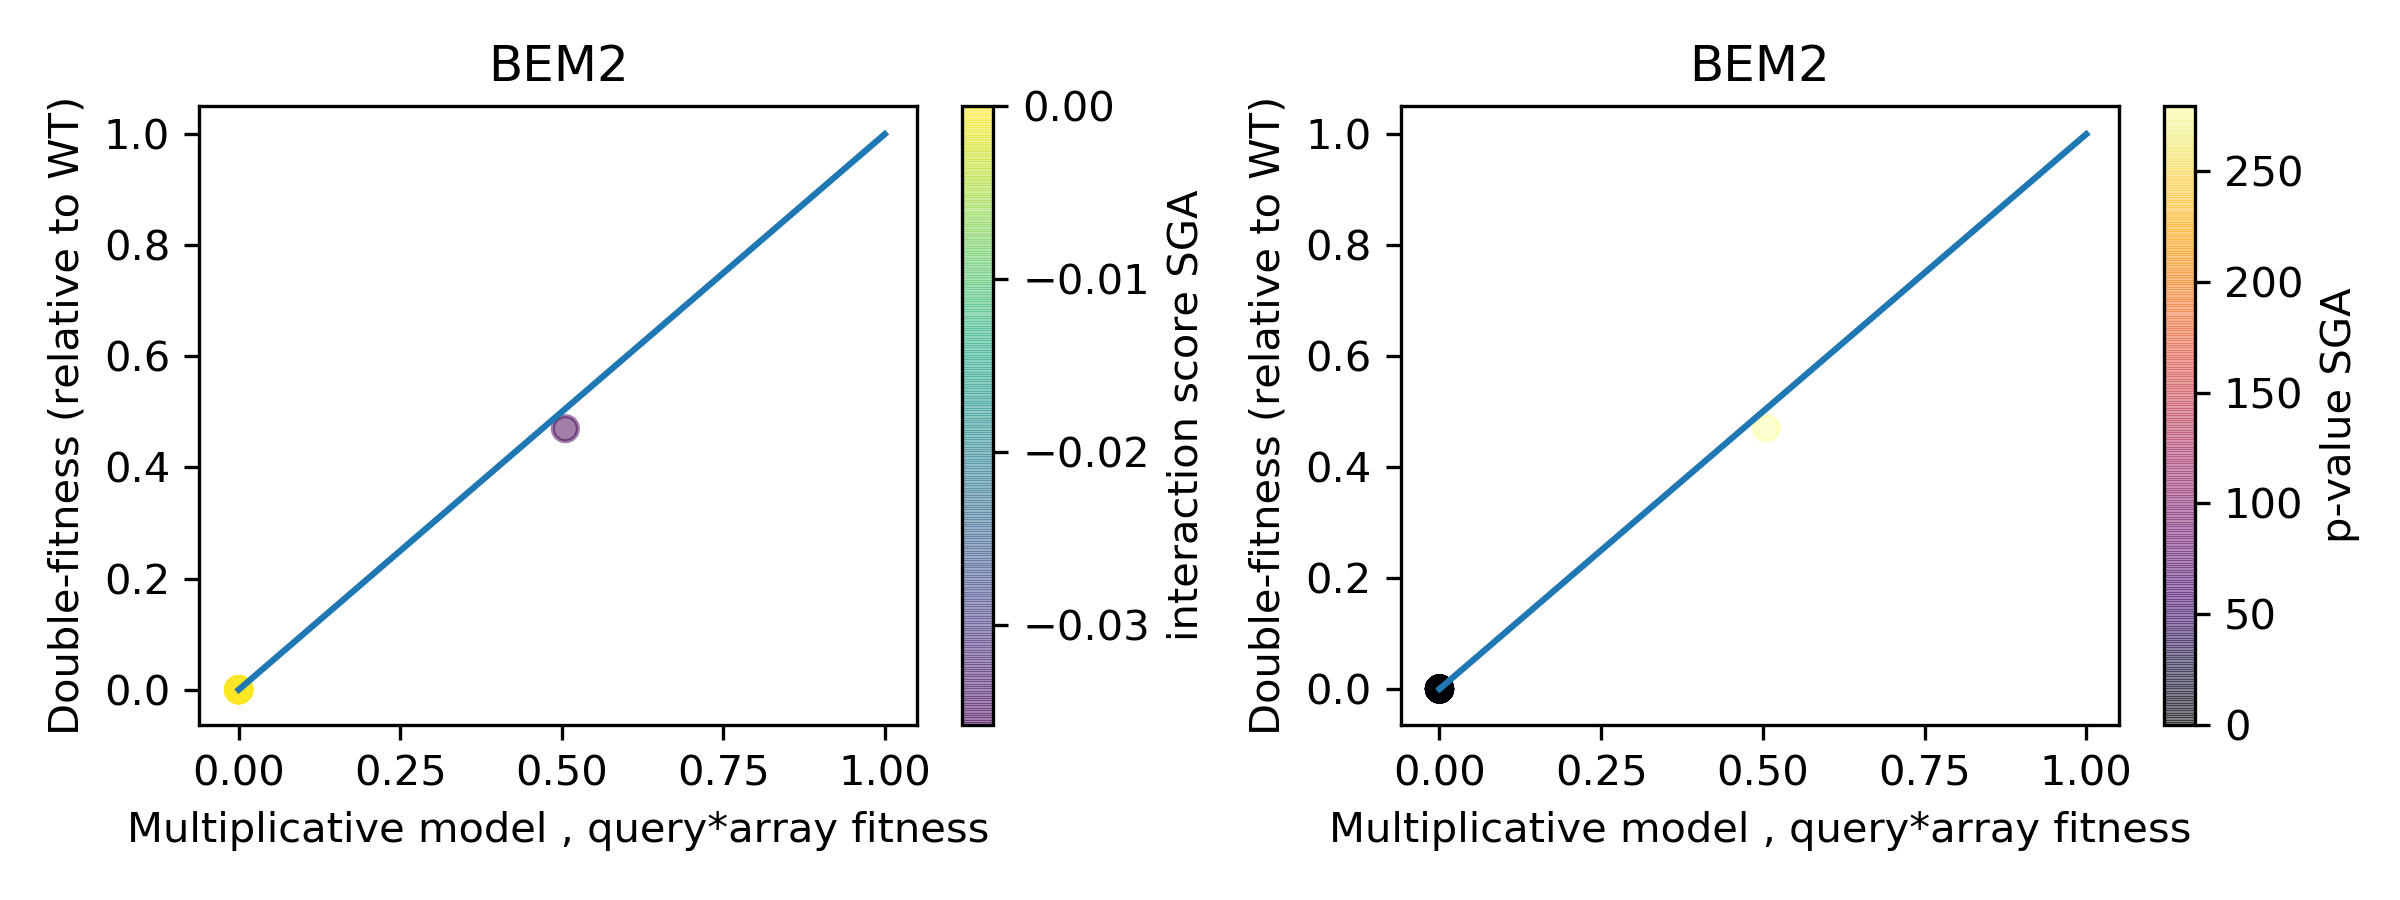 BEM2
Double-fitness (relative to WT)
1.0
0.8
0.6
0.4
0.2
0.0
0.00 0.25 0.50 0.75 1.00
Multiplicative model , query*array fitness
0.00
−0.01
−0.02
−0.03
interaction score SGA
BEM2
Double-fitness (relative to WT)
1.0
0.8
0.6
0.4
0.2
0.0
0.00 0.25 0.50 0.75 1.00
Multiplicative model , query*array fitness
250
200
150
100
50
0
p-value SGA